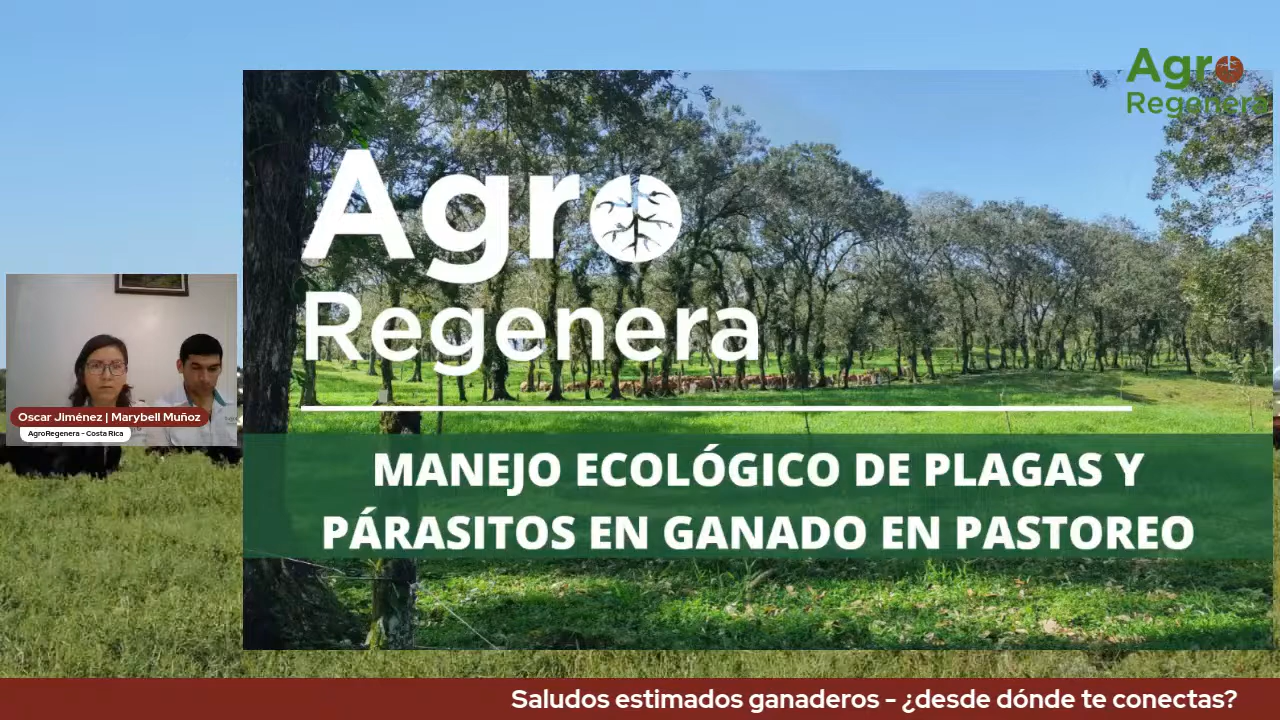 Agro
Regenera
Agro
Regenera
MANEJO ECOLÓGICO DE PLAGAS Y
PÁRASITOS EN GANADO EN PASTOREO
Oscar Jiménez | Marybell Muñoz
AgroRegenera - Costa Rica
Saludos estimados ganaderos - ¿desde dónde te conectas?